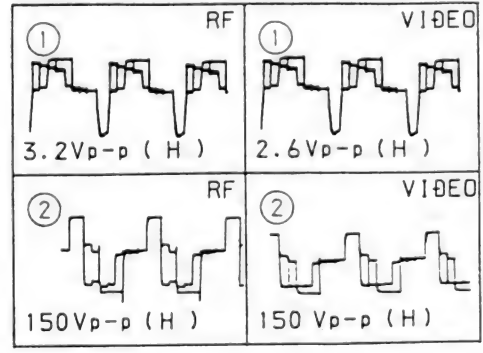 ① RF
3.2Vp-p ( H )
① VIDEO
2.6Vp-p ( H )
② RF
150Vp-p ( H )
② VIDEO
150 Vp-p ( H )